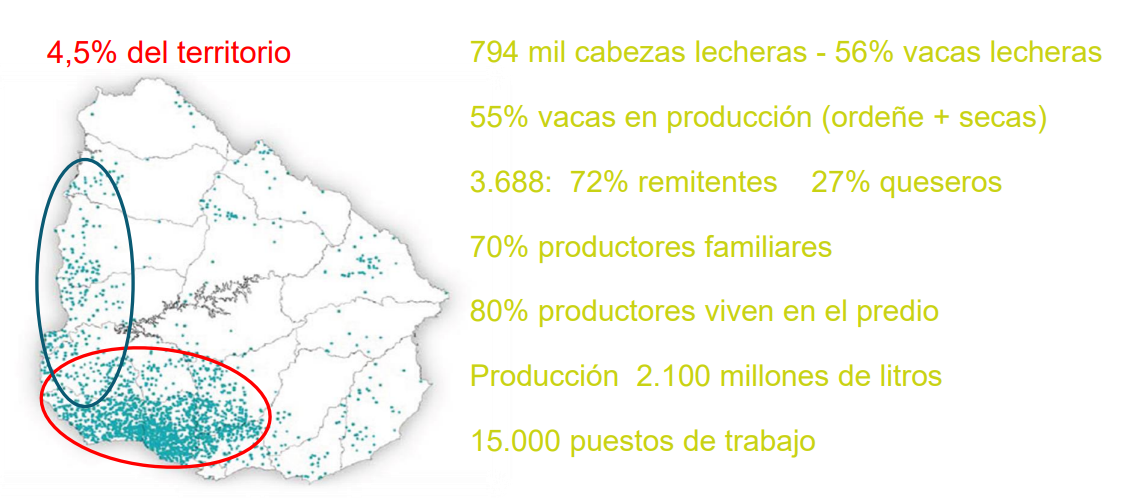 4,5% del territorio
794 mil cabezas lecheras - 56% vacas lecheras
55% vacas en producción (ordeñe + secas)
3.688:  72% remitentes    27% queseros
70% productores familiares
80% productores viven en el predio
Producción  2.100 millones de litros
15.000 puestos de trabajo